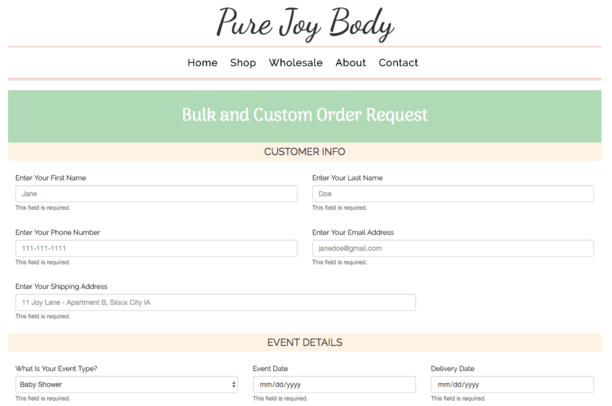 Pure Joy Body
Home Shop Wholesale About Contact
Bulk and Custom Order Request
CUSTOMER INFO
Enter Your First Name Enter Your Last Name
Jane Doe
This field is required. This field is required.
Enter Your Phone Number Enter Your Email Address
111-111-1111 janedoe@gmail.com
This field is required. This field is required.
Enter Your Shipping Address
11 Joy Lane - Apartment B, Sioux City IA
This field is required.
EVENT DETAILS
What Is Your Event Type? Event Date Delivery Date
Baby Shower mm/dd/yyyy mm/dd/yyyy
This field is required. This field is required. This field is required.